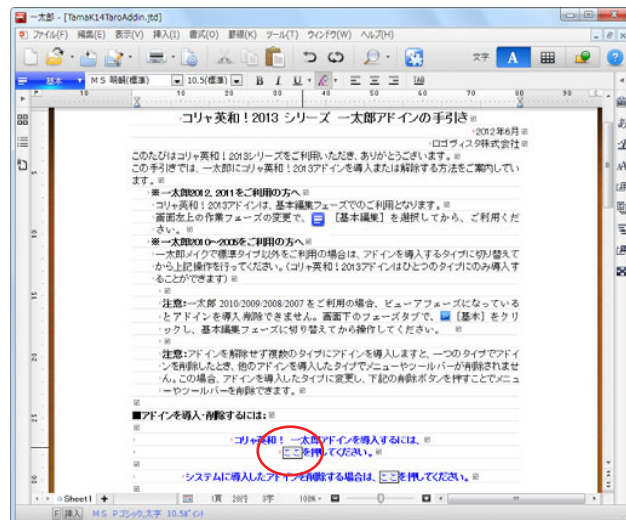 一太郎 - [TamaK14TaroAddin.jtd]
ファイル(F) 編集(E) 表示(V) 挿入(I) 書式(O) 罫線(K) ツール(T) ウィンドウ(W) ヘルプ(H)
文字 A
基本 MS 明朝(標準) 10.5(標準) B I U
10 10 20 30 40 50 60 70 80 90
コリャ英和！2013 シリーズ 一太郎アドインの手引き
2012年6月
ロゴヴィスタ株式会社
このたびはコリャ英和！2013シリーズをご利用いただき、ありがとうございます。
この手引きでは、一太郎にコリャ英和！2013アドインを導入または解除する方法をご案内してい
ます。
※一太郎2012、2011をご利用の方へ
コリャ英和！2013アドインは、基本編集フェーズでのご利用となります。
画面左上の作業フェーズの変更で、 [基本編集] を選択してから、ご利用くだ
さい。
※一太郎2010～2005をご利用の方へ
一太郎メイクで標準タイプ以外をご利用の場合は、アドインを導入するタイプに切り替えて
から上記操作を行ってください。(コリャ英和！2013アドインはひとつのタイプにのみ導入す
ることができます)
注意:一太郎 2010/2009/2008/2007 をご利用の場合、ビューアフェーズになっている
とアドインを導入/削除できません。画面下のフェーズタブで、 [基本] をクリ
ックし、基本編集フェーズに切り替えてから操作してください。
注意:アドインを解除せず複数のタイプにアドインを導入しますと、一つのタイプでアドイ
ンを削除したとき、他のアドインを導入したタイプでメニューやツールバーが削除されませ
ん。この場合、アドインを導入したタイプに変更し、下記の削除ボタンを押すことでメニュ
ーやツールバーを削除できます。
■アドインを導入・削除するには:
コリャ英和！ 一太郎アドインを導入するには、
ここを押してください。
システムに導入したアドインを削除する場合は、ここを押してください。
Sheet1 1頁 28行 8字 100%
挿入 MS Pゴシック,太字 10.5ポイント